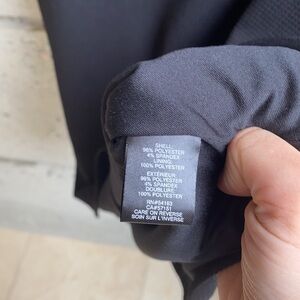 SHELL:
96% POLYESTER
4% SPANDEX
LINING:
100% POLYESTER
EXTÉRIEUR:
96% POLYESTER
4% SPANDEX
DOUBLURE:
100% POLYESTER
RN#54163
CA#57151
CARE ON REVERSE
SOIN SUR L'INVERSE